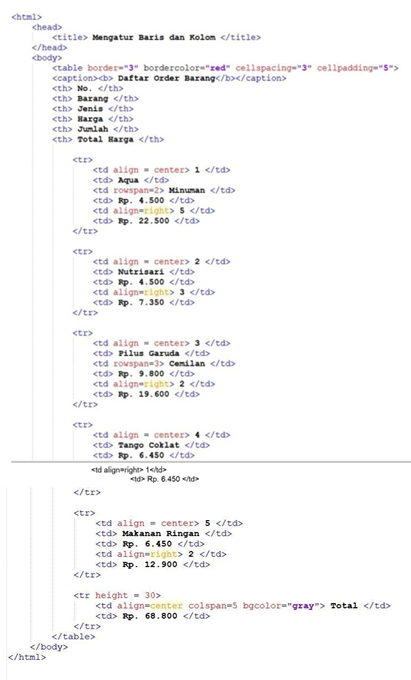 <html>
<head>
<title> Mengatur Baris dan Kolom </title>
</head>
<body>
<table border="3" bordercolor="red" cellspacing="3" cellpadding="5">
<caption><b> Daftar Order Barang</b></caption>
<th> No. </th>
<th> Barang </th>
<th> Jenis </th>
<th> Harga </th>
<th> Jumlah </th>
<th> Total Harga </th>
<tr>
<td align = center> 1 </td>
<td> Aqua </td>
<td rowspan=2> Minuman </td>
<td> Rp. 4.500 </td>
<td align=right> 5 </td>
<td> Rp. 22.500 </td>
</tr>
<tr>
<td align = center> 2 </td>
<td> Nutrisari </td>
<td> Rp. 4.500 </td>
<td align=right> 3 </td>
<td> Rp. 7.350 </td>
</tr>
<tr>
<td align = center> 3 </td>
<td> Pilus Garuda </td>
<td rowspan=3> Cemilan </td>
<td> Rp. 9.800 </td>
<td align=right> 2 </td>
<td> Rp. 19.600 </td>
</tr>
<tr>
<td align = center> 4 </td>
<td> Tango Coklat </td>
<td> Rp. 6.450 </td>
<td align=right> 1</td>
<td> Rp. 6.450 </td>
</tr>
<tr>
<td align = center> 5 </td>
<td> Makanan Ringan </td>
<td> Rp. 6.450 </td>
<td align=right> 2 </td>
<td> Rp. 12.900 </td>
</tr>
<tr height = 30>
<td align=center colspan=5 bgcolor="gray"> Total </td>
<td> Rp. 68.800 </td>
</tr>
</table>
</body>
</html>